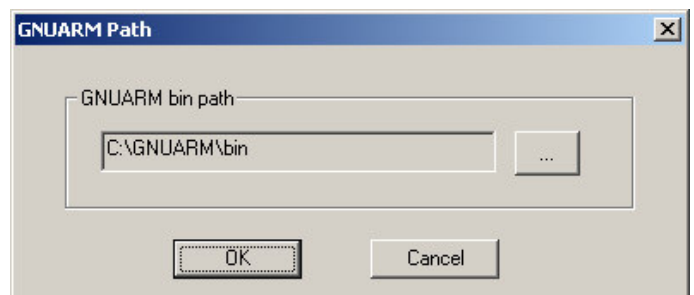 GNUARM Path
GNUARM bin path
C:\GNUARM\bin
...
OK Cancel